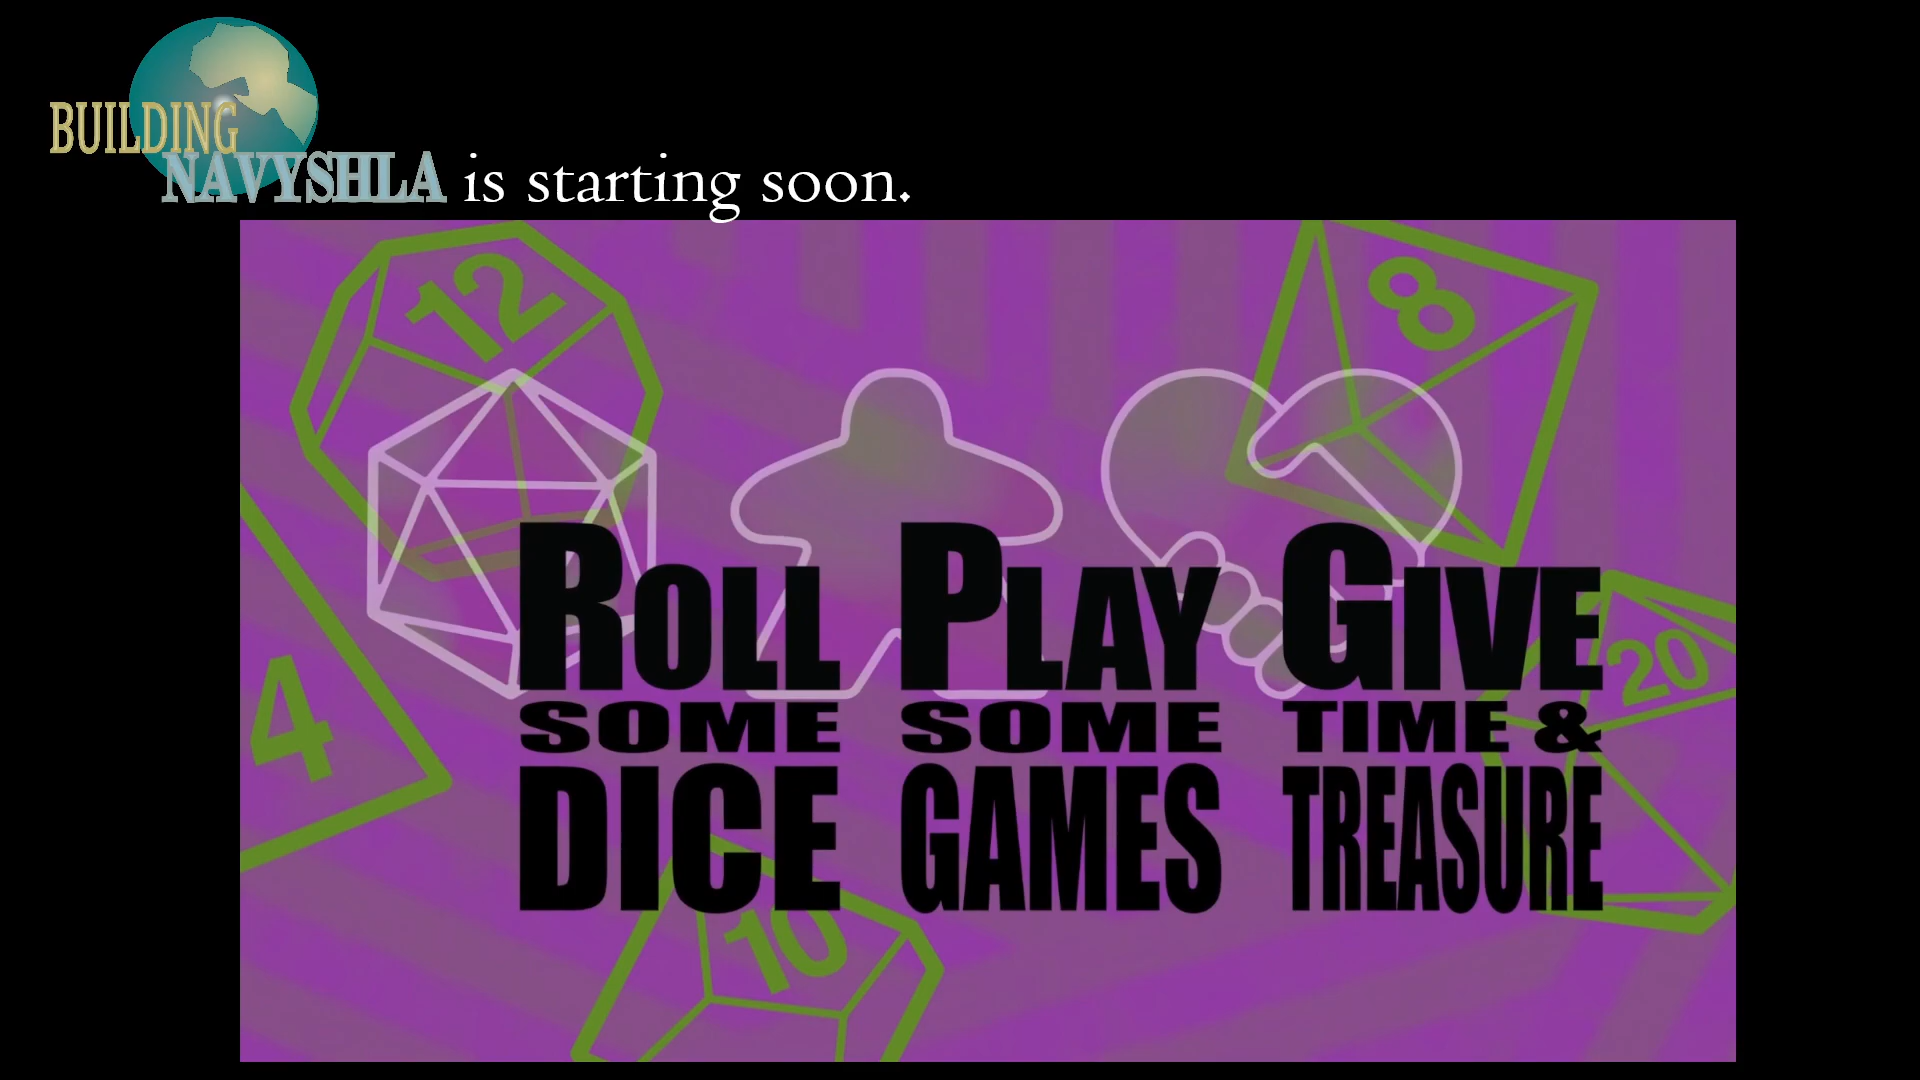 BUILDING
NAVYSHLA is starting soon.
12
8
ROLL PLAY GIVE
20
SOME SOME TIME &
4
DICE GAMES TREASURE
10